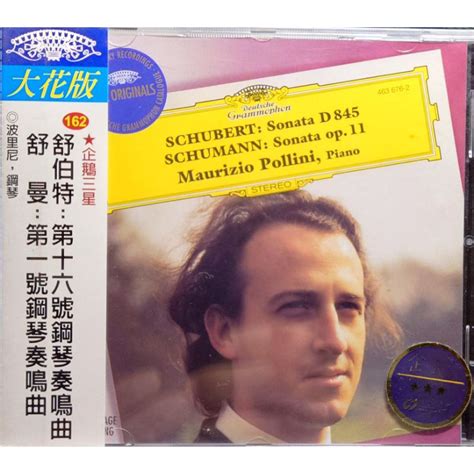 大花版
162
★企鵝三星
舒伯特：第十六號鋼琴奏鳴曲
舒　曼：第一號鋼琴奏鳴曲
◎波里尼，鋼琴
ORIGINALS
Deutsche
Grammophon
463 676-2
SCHUBERT: Sonata D 845
SCHUMANN: Sonata op. 11
Maurizio Pollini, Piano
STEREO